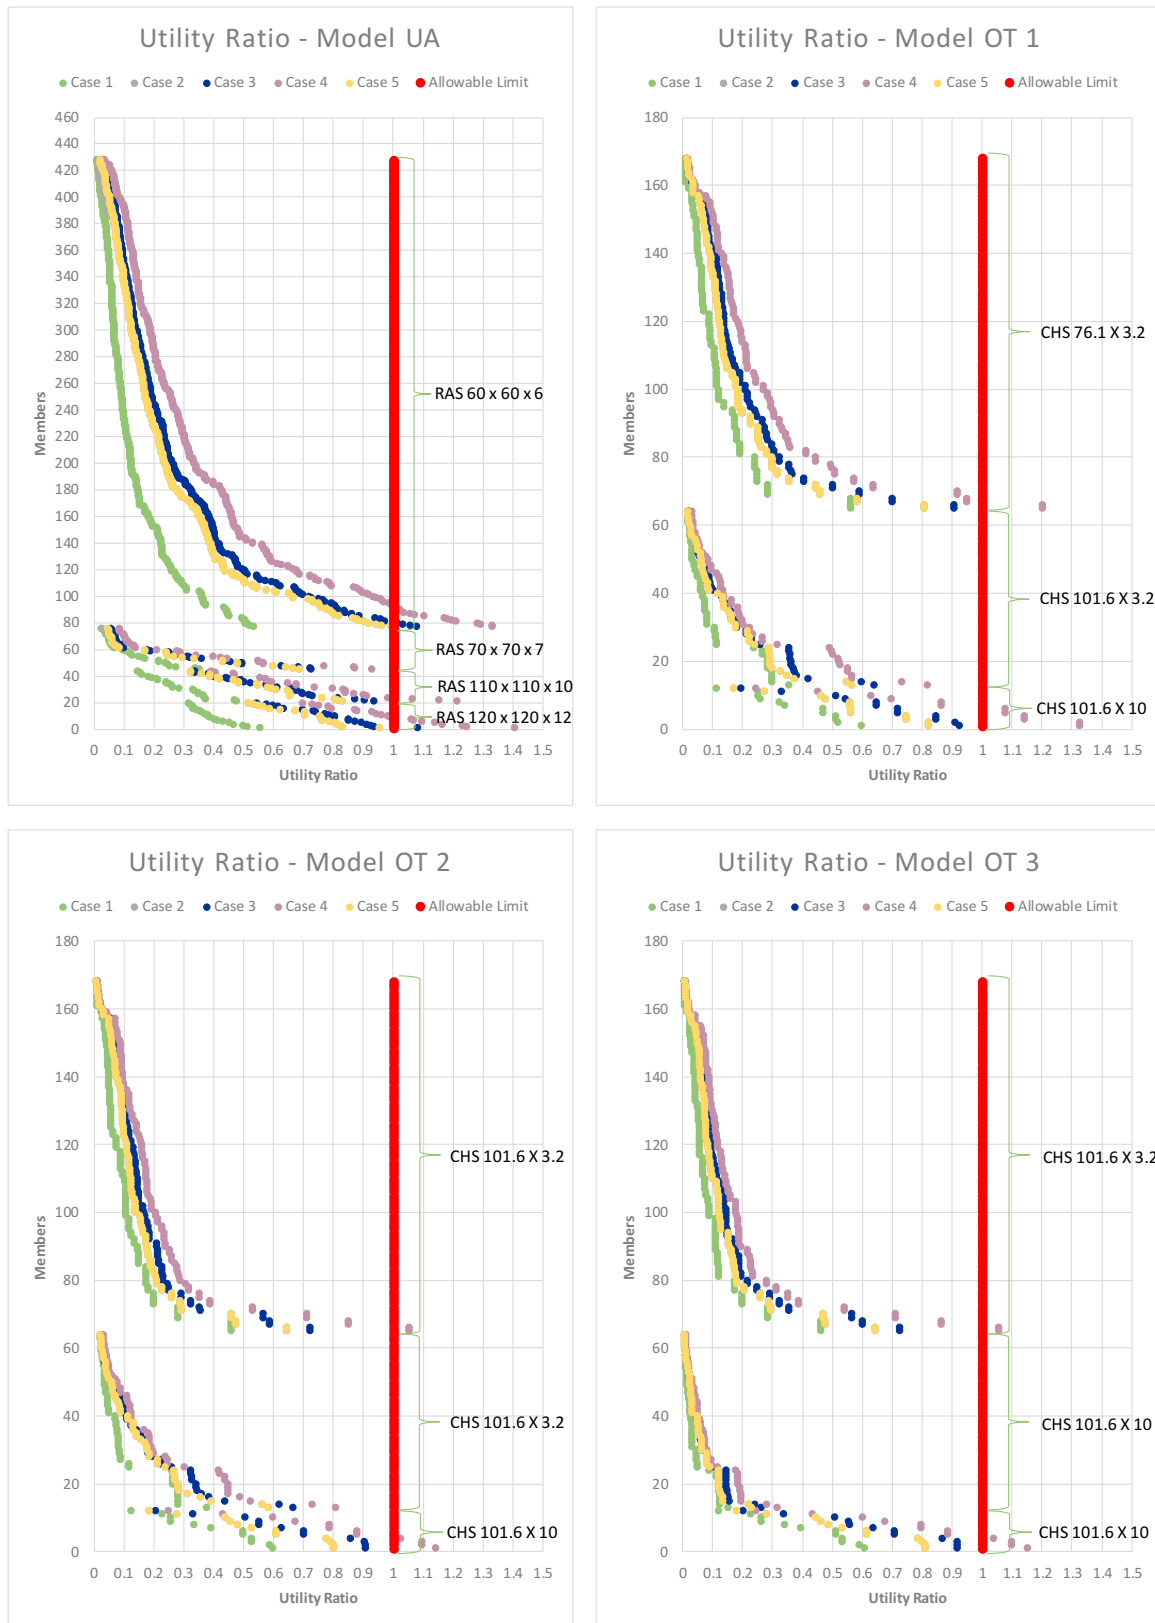 Utility Ratio - Model UA
Case 1 Case 2 Case 3 Case 4 Case 5 Allowable Limit
460
440
420
400
380
360
340
320
300
280
260
240
220
200
180
160
140
120
100
80
60
40
20
0
Members
RAS 60 x 60 x 6
RAS 70 x 70 x 7
RAS 110 x 110 x 10
RAS 120 x 120 x 12
0 0.1 0.2 0.3 0.4 0.5 0.6 0.7 0.8 0.9 1 1.1 1.2 1.3 1.4 1.5
Utility Ratio
Utility Ratio - Model OT 1
Case 1 Case 2 Case 3 Case 4 Case 5 Allowable Limit
180
160
140
120
100
80
60
40
20
0
Members
CHS 76.1 X 3.2
CHS 101.6 X 3.2
CHS 101.6 X 10
0 0.1 0.2 0.3 0.4 0.5 0.6 0.7 0.8 0.9 1 1.1 1.2 1.3 1.4 1.5
Utility Ratio
Utility Ratio - Model OT 2
Case 1 Case 2 Case 3 Case 4 Case 5 Allowable Limit
180
160
140
120
100
80
60
40
20
0
Members
CHS 101.6 X 3.2
CHS 101.6 X 3.2
CHS 101.6 X 10
0 0.1 0.2 0.3 0.4 0.5 0.6 0.7 0.8 0.9 1 1.1 1.2 1.3 1.4 1.5
Utility Ratio
Utility Ratio - Model OT 3
Case 1 Case 2 Case 3 Case 4 Case 5 Allowable Limit
180
160
140
120
100
80
60
40
20
0
Members
CHS 101.6 X 3.2
CHS 101.6 X 10
CHS 101.6 X 10
0 0.1 0.2 0.3 0.4 0.5 0.6 0.7 0.8 0.9 1 1.1 1.2 1.3 1.4 1.5
Utility Ratio